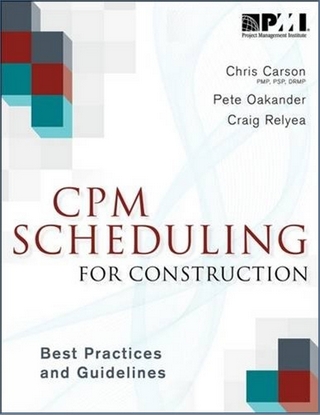 PMI
Project Management Institute
Chris Carson
PMP, PSP, DRMP
Pete Oakander
Craig Relyea
CPM
SCHEDULING
FOR CONSTRUCTION
Best Practices
and Guidelines